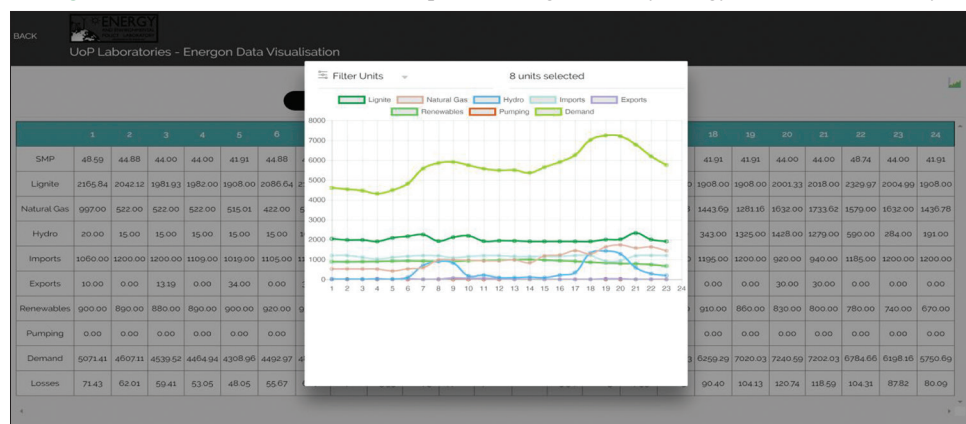 BACK
ENERGY
UoP Laboratories - Energon Data Visualisation
Filter Units
8 units selected
Lignite Natural Gas Hydro Imports Exports
Renewables Pumping Demand
8000
7000
6000
5000
4000
3000
2000
1000
0
1 2 3 4 5 6 7 8 9 10 11 12 13 14 15 16 17 18 19 20 21 22 23 24
1 2 3 4 5 6 18 19 20 21 22 23 24
SMP 48.59 44.88 44.00 44.00 41.91 44.88 41.91 41.91 44.00 44.00 48.74 44.00 41.91
Lignite 2165.84 2042.12 1981.93 1982.00 1908.00 2086.64 1908.00 1908.00 2001.33 2018.00 2329.97 2004.99 1908.00
Natural Gas 997.00 522.00 522.00 522.00 515.01 422.00 1443.69 1281.16 1632.00 1733.62 1579.00 1632.00 1436.78
Hydro 20.00 15.00 15.00 15.00 15.00 15.00 343.00 1325.00 1428.00 1279.00 590.00 284.00 191.00
Imports 1060.00 1200.00 1200.00 1109.00 1019.00 1105.00 1195.00 1200.00 920.00 940.00 1185.00 1200.00 1200.00
Exports 10.00 0.00 13.19 0.00 34.00 0.00 0.00 0.00 30.00 30.00 0.00 0.00 0.00
Renewables 900.00 890.00 880.00 890.00 900.00 920.00 910.00 860.00 830.00 800.00 780.00 740.00 670.00
Pumping 0.00 0.00 0.00 0.00 0.00 0.00 0.00 0.00 0.00 0.00 0.00 0.00 0.00
Demand 5071.41 4607.11 4539.52 4464.94 4308.96 4492.97 6259.29 7020.03 7240.59 7202.03 6784.66 6198.16 5750.69
Losses 71.43 62.01 59.41 53.05 48.05 55.67 90.40 104.13 120.74 118.59 104.31 87.82 80.09